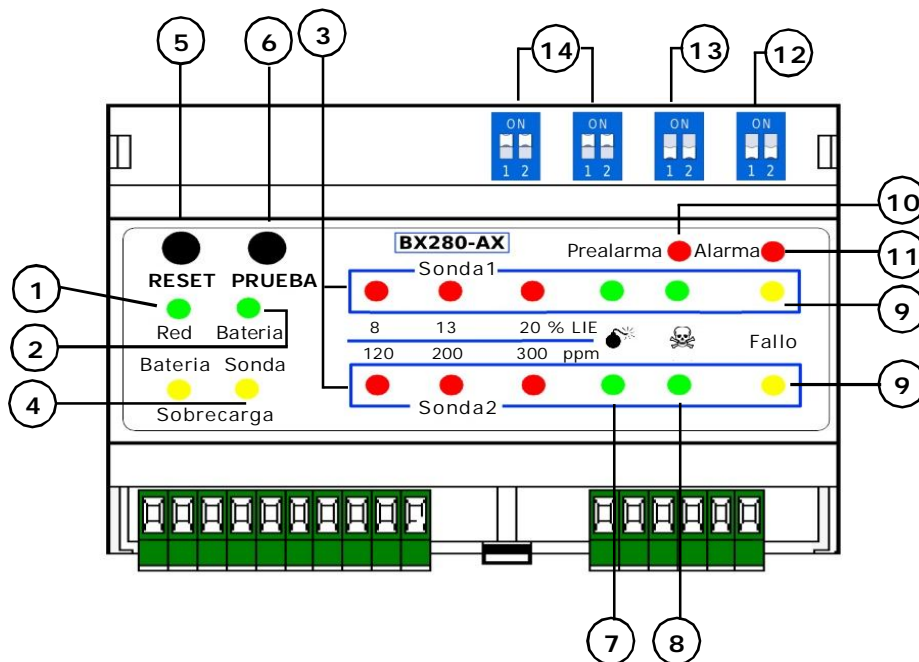 5 6 3 14 13 12
ON ON ON ON
1 2 1 2 1 2 1 2
10
BX280-AX Prealarma Alarma
11
RESET PRUEBA Sonda1
1
9
Red Bateria
8 13 20 % LIE
2
120 200 300 ppm Fallo
Bateria Sonda
9
4
Sobrecarga Sonda2
7 8